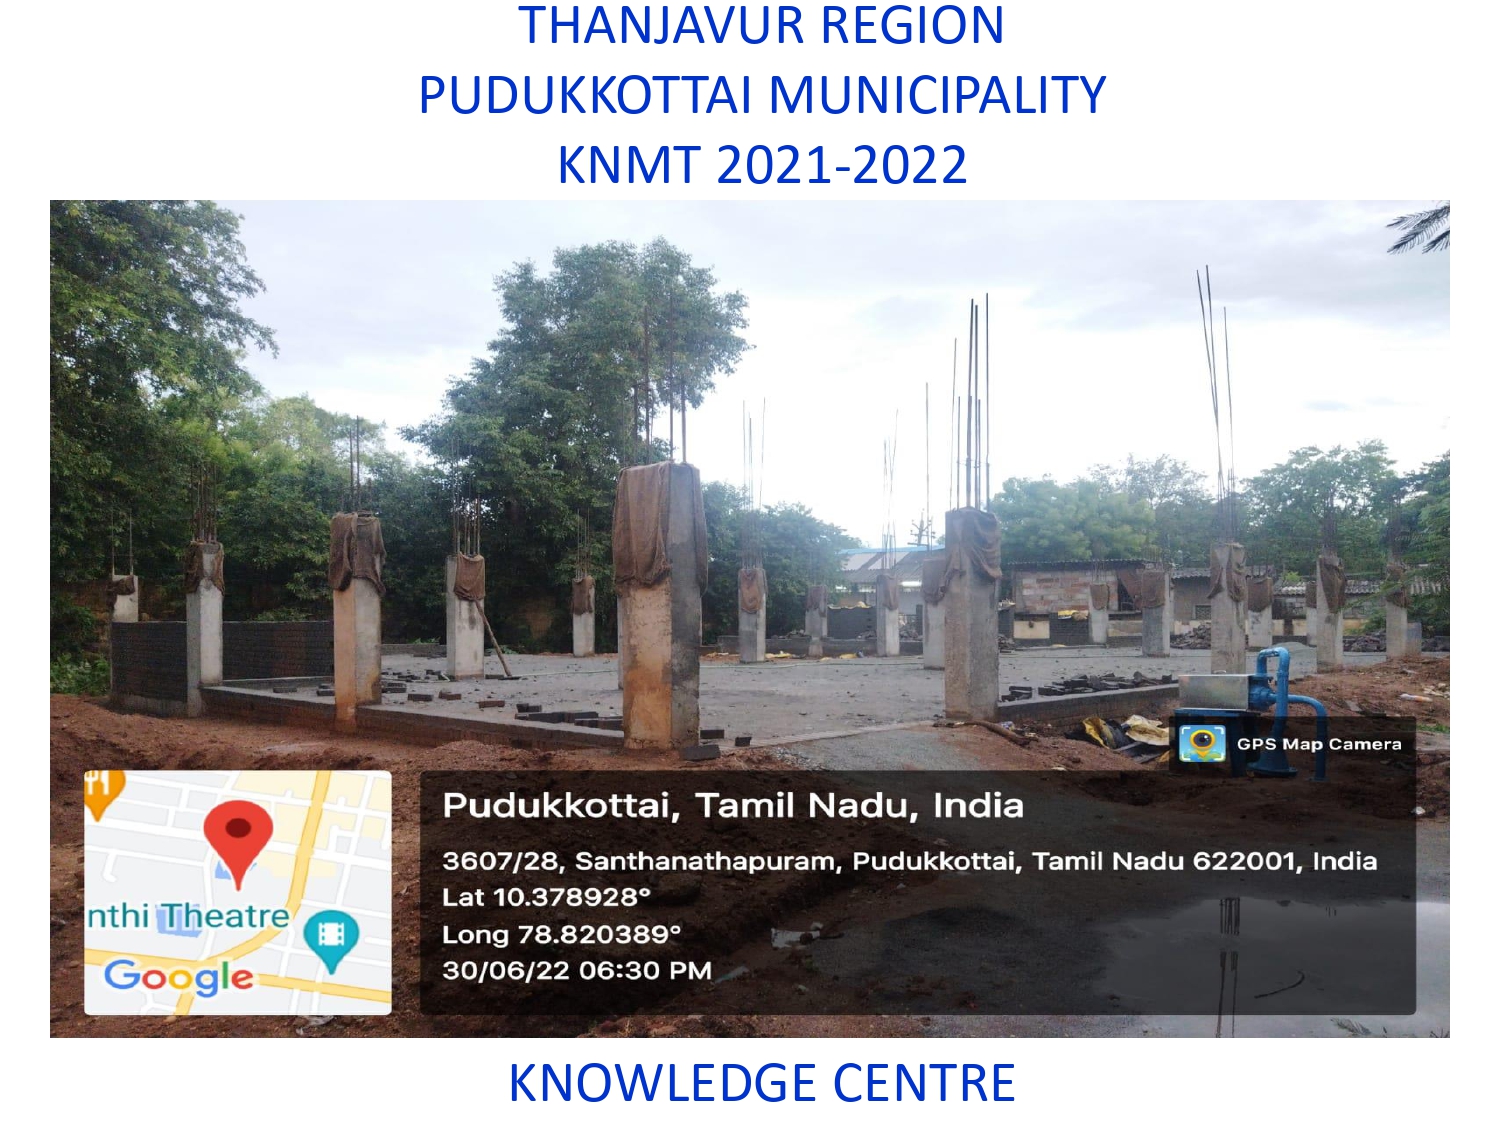 THANJAVUR REGION
PUDUKKOTTAI MUNICIPALITY
KNMT 2021-2022
GPS Map Camera
Pudukkottai, Tamil Nadu, India
3607/28, Santhanathapuram, Pudukkottai, Tamil Nadu 622001, India
Lat 10.378928°
Long 78.820389°
30/06/22 06:30 PM
nthi Theatre
Google
KNOWLEDGE CENTRE